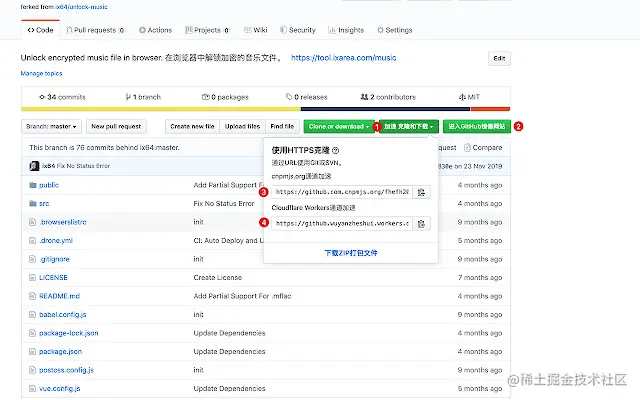 forked from ix64/unlock-music
Code Pull requests 0 Actions Projects 0 Wiki Security Insights Settings
Unlock encrypted music file in browser. 在浏览器中解锁加密的音乐文件。 https://tool.ixarea.com/music Edit
Manage topics
34 commits 1 branch 0 packages 0 releases 2 contributors MIT
Branch: master New pull request Create new file Upload files Find file Clone or download 1 加速 克隆和下载 进入GitHub镜像网站 2
This branch is 76 commits behind ix64:master. 使用HTTPS克隆 quest Compare
ix64 Fix No Status Error 通过URL使用Git或SVN。 830e on 23 Nov 2019
public Add Partial Support F cnpmjs.org通道加速 4 months ago
src Fix No Status Error 3 https://github.com.cnpmjs.org/fhefh20 4 months ago
.browserslistrc init Cloudflare Workers通道加速 9 months ago
.drone.yml CI: Auto Deploy and U 4 https://github.wuyanzheshui.workers.c 4 months ago
.gitignore init 9 months ago
LICENSE Create License 下载ZIP打包文件 7 months ago
README.md Add Partial Support For .mflac 4 months ago
babel.config.js init 9 months ago
package-lock.json Update Dependencies 4 months ago
package.json Update Dependencies 4 months ago
postcss.config.js init 9 months ago
vue.config.js Update Dependencies 5 months ago
@稀土掘金技术社区